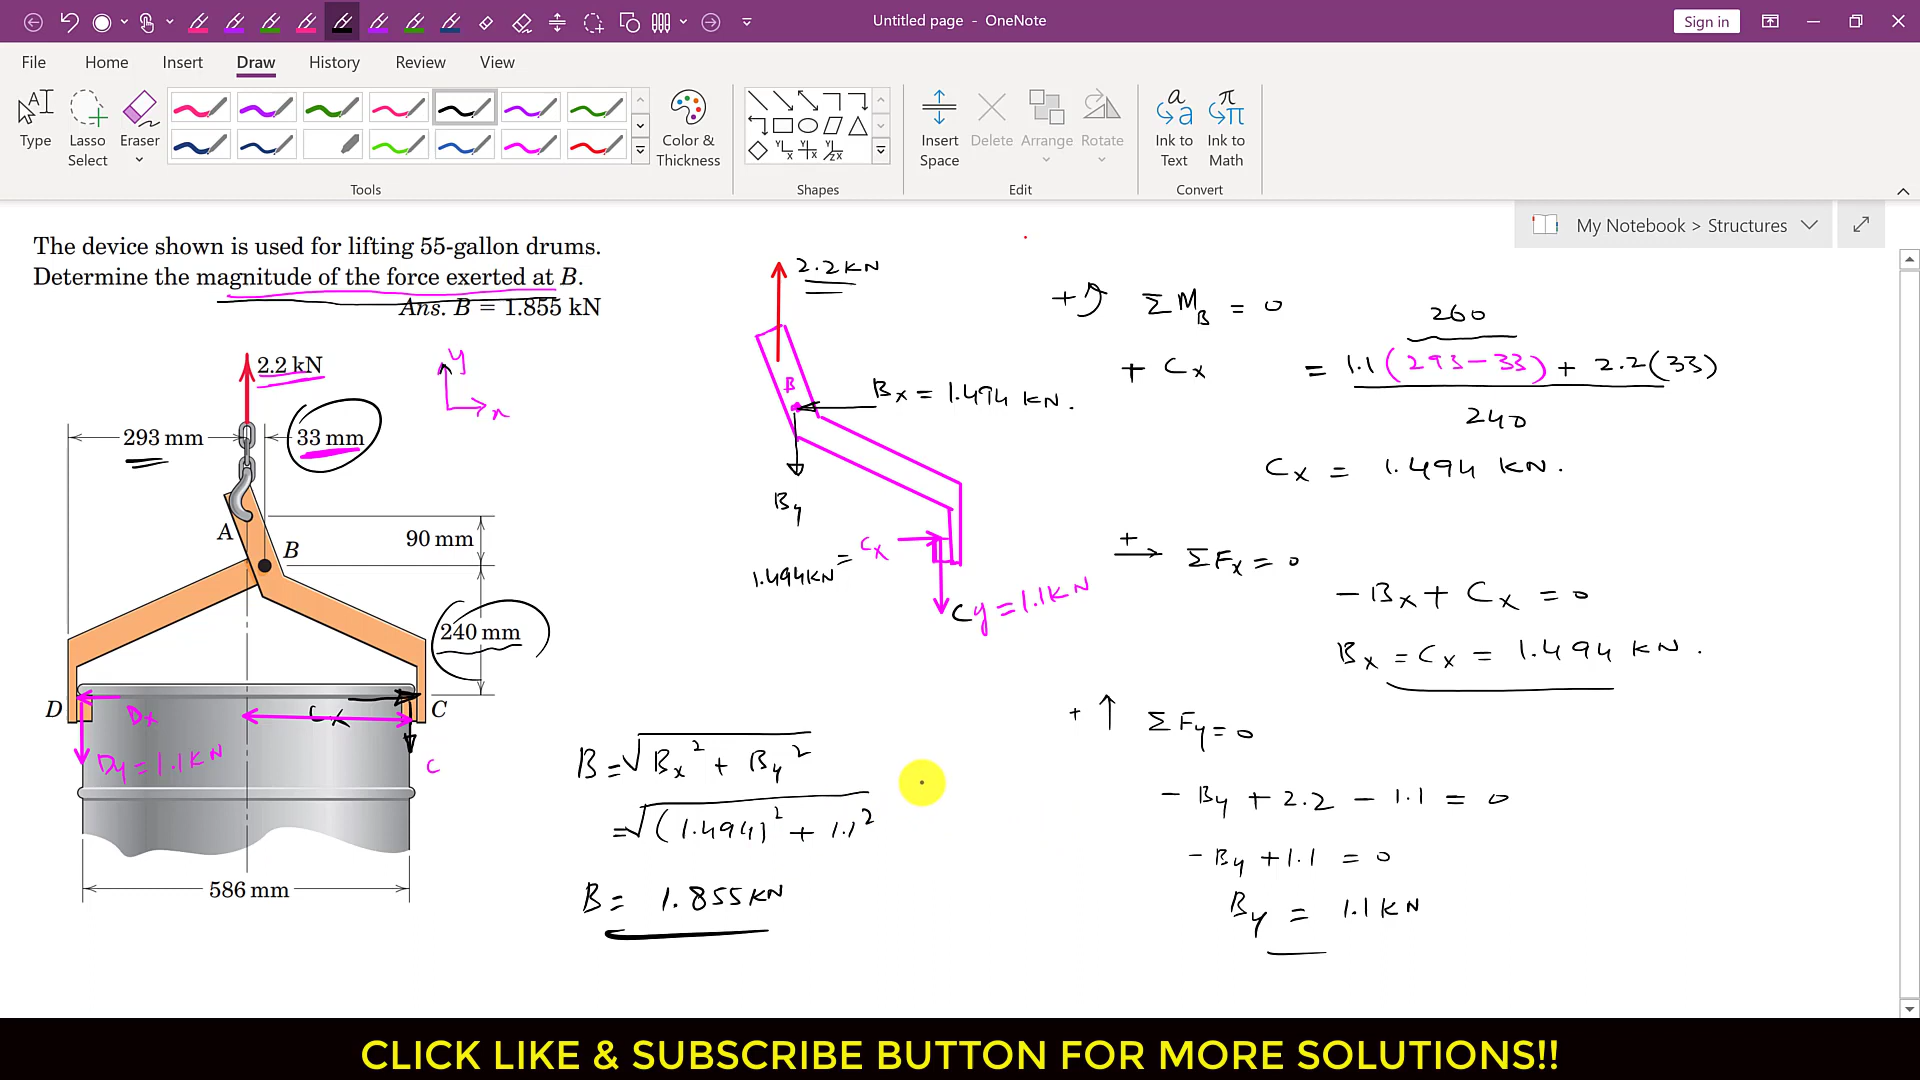 Untitled page - OneNote
Sign in
File Home Insert Draw History Review View
Type
Lasso Select
Eraser
Color & Thickness
Insert Space
Delete
Arrange
Rotate
Ink to Text
Ink to Math
Tools
Shapes
Edit
Convert
My Notebook > Structures
The device shown is used for lifting 55-gallon drums.
Determine the magnitude of the force exerted at B.
Ans. B = 1.855 kN
2.2 kN
y
x
293 mm
33 mm
A
B
90 mm
240 mm
D
C
Dx
Cx
Dy = 1.1 KN
C
586 mm
2.2 KN
B
Bx = 1.494 KN.
By
1.494KN = Cx
Cy = 1.1KN
B = √Bx² + By²
= √(1.494)² + 1.1²
B = 1.855 KN
+ ΣMB = 0
260
+ Cx = 1.1(293-33) + 2.2(33)
240
Cx = 1.494 KN.
+ ΣFx = 0
-Bx + Cx = 0
Bx = Cx = 1.494 KN.
+ ↑ ΣFy = 0
- By + 2.2 - 1.1 = 0
- By + 1.1 = 0
By = 1.1 KN
CLICK LIKE & SUBSCRIBE BUTTON FOR MORE SOLUTIONS!!